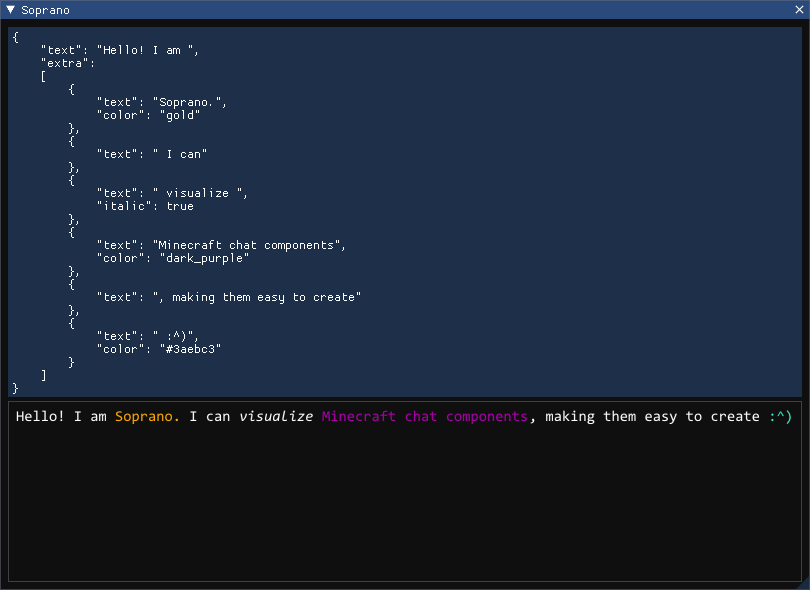 Soprano
{
    "text": "Hello! I am ",
    "extra":
    [
        {
            "text": "Soprano.",
            "color": "gold"
        },
        {
            "text": " I can"
        },
        {
            "text": " visualize ",
            "italic": true
        },
        {
            "text": "Minecraft chat components",
            "color": "dark_purple"
        },
        {
            "text": ", making them easy to create"
        },
        {
            "text": " :^)",
            "color": "#3aebc3"
        }
    ]
}
Hello! I am Soprano. I can visualize Minecraft chat components, making them easy to create :^)